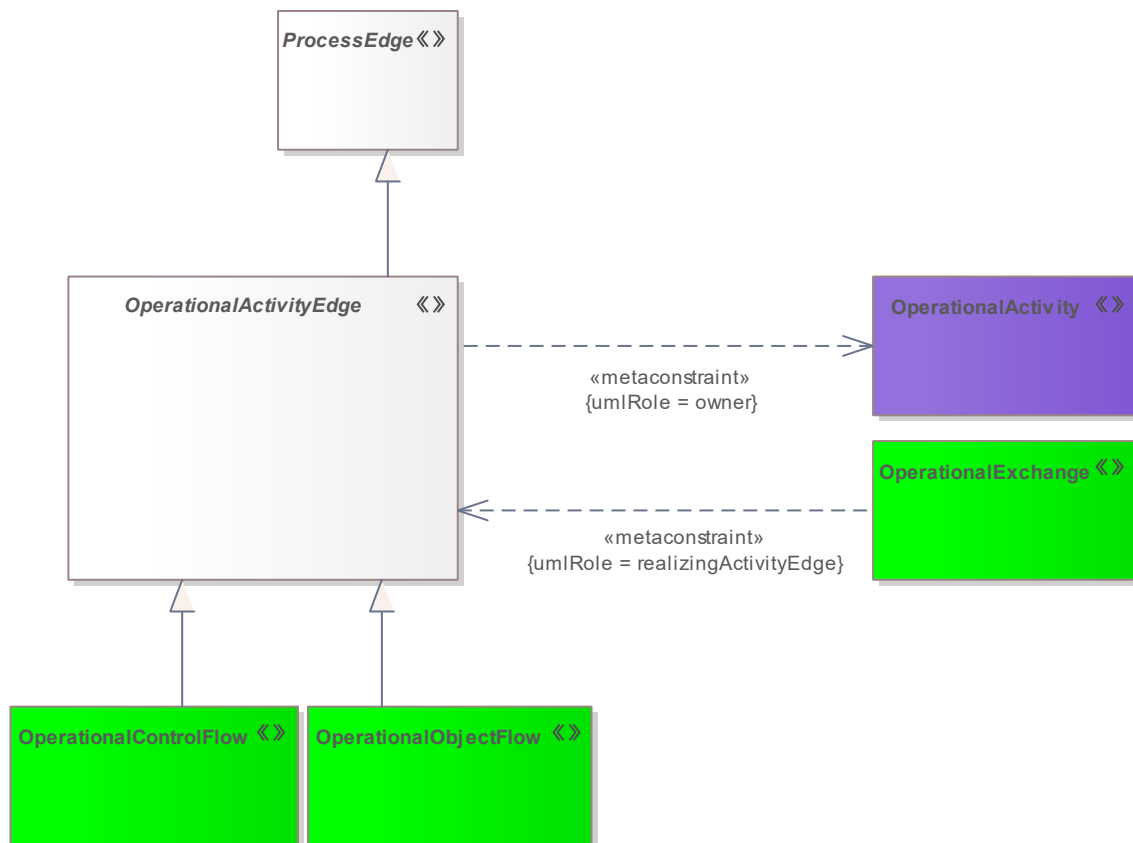 ProcessEdge «»
OperationalActivityEdge «»
OperationalActivity «»
«metaconstraint»
{umlRole = owner}
OperationalExchange «»
«metaconstraint»
{umlRole = realizingActivityEdge}
OperationalControlFlow «»
OperationalObjectFlow «»